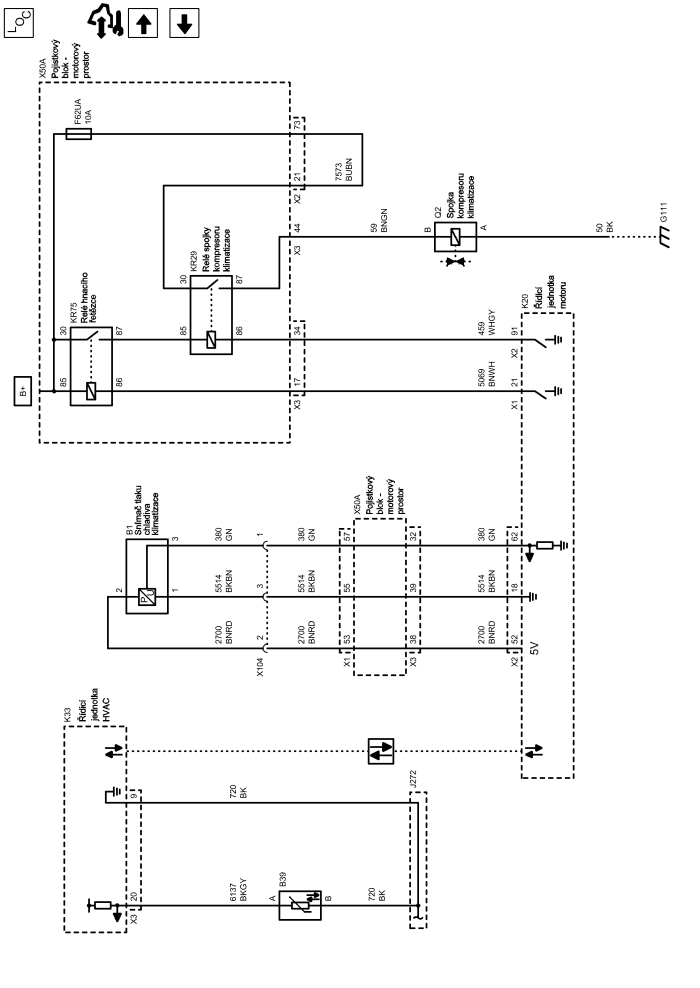 LOC
X50A
Pojistkový
blok -
motorový
prostor
F62UA
10A
73
21
X2
7573
BUBN
KR29
Relé spojky
kompresoru
klimatizace
30
87
85
86
44
X3
59
BNGN
Q2
Spojka
kompresoru
klimatizace
B
A
50
BK
G111
KR75
Relé hnacího
řetězce
30
87
85
86
B+
34
17
X3
459
WHGY
5069
BNWH
91
X2
21
X1
K20
Řídicí
jednotka
motoru
B1
Snímač tlaku
chladiva
klimatizace
P
U
3
1
2
380
GN
5514
BKBN
2700
BNRD
1
3
2
X104
380
GN
5514
BKBN
2700
BNRD
57
55
53
X1
X50A
Pojistkový
blok -
motorový
prostor
32
39
38
X3
380
GN
5514
BKBN
2700
BNRD
62
18
52
X2
5V
K33
Řídicí
jednotka
HVAC
9
20
X3
720
BK
6137
BKGY
B39
A
B
720
BK
J272